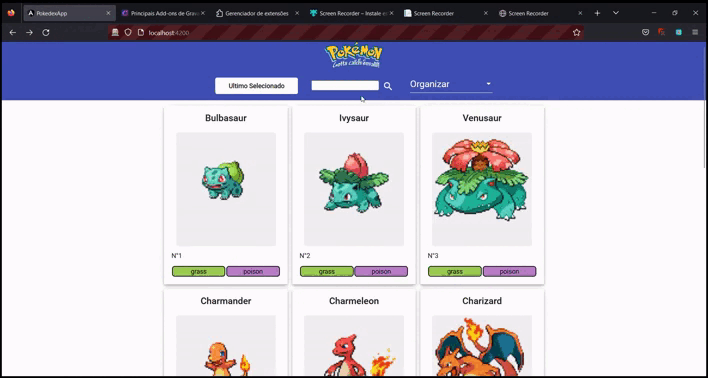 PokedexApp
Principais Add-ons de Grav
Gerenciador de extensões
Screen Recorder – Instale e
Screen Recorder
Screen Recorder
localhost:4200
POKéMON
Gotta catch 'em all!
Ultimo Selecionado
Organizar
Bulbasaur
Ivysaur
Venusaur
N°1
N°2
N°3
grass
poison
grass
poison
grass
poison
Charmander
Charmeleon
Charizard